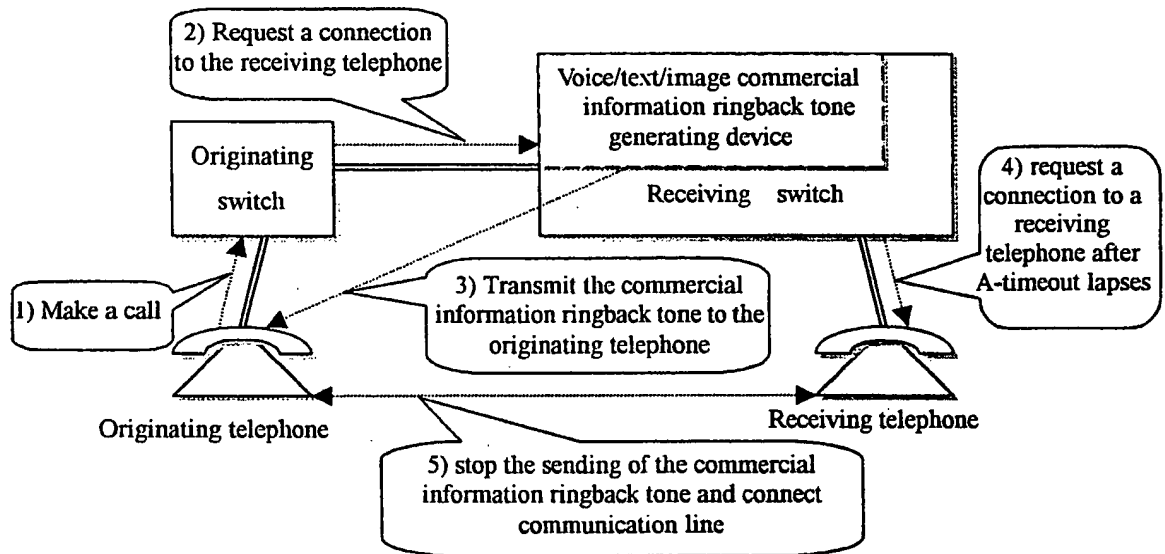 2) Request a connection
to the receiving telephone
Voice/text/image commercial
information ringback tone
generating device
Originating
switch
Receiving switch
4) request a
connection to a
receiving
telephone after
A-timeout lapses
1) Make a call
3) Transmit the commercial
information ringback tone to the
originating telephone
Originating telephone
Receiving telephone
5) stop the sending of the commercial
information ringback tone and connect
communication line